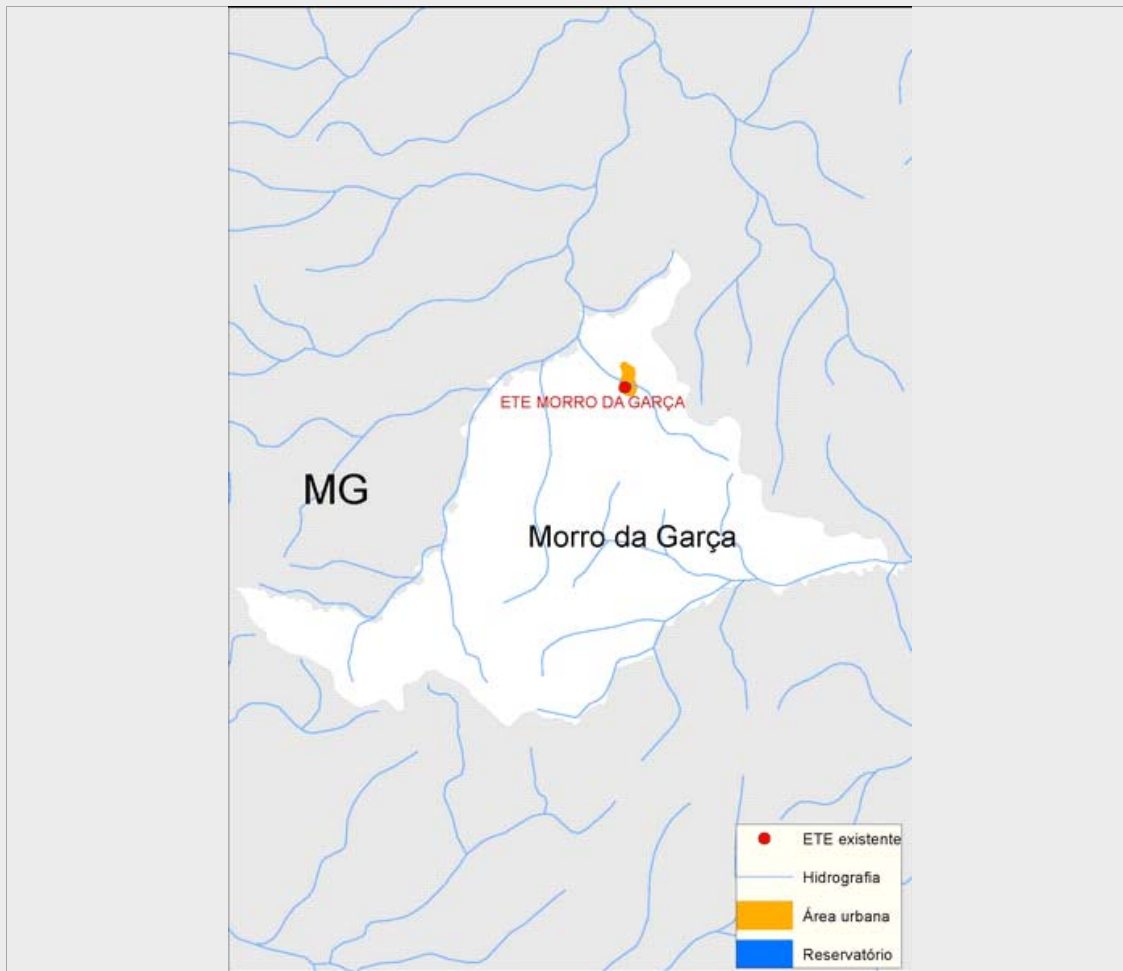 ETE MORRO DA GARÇA
MG
Morro da Garça
ETE existente
Hidrografia
Área urbana
Reservatório